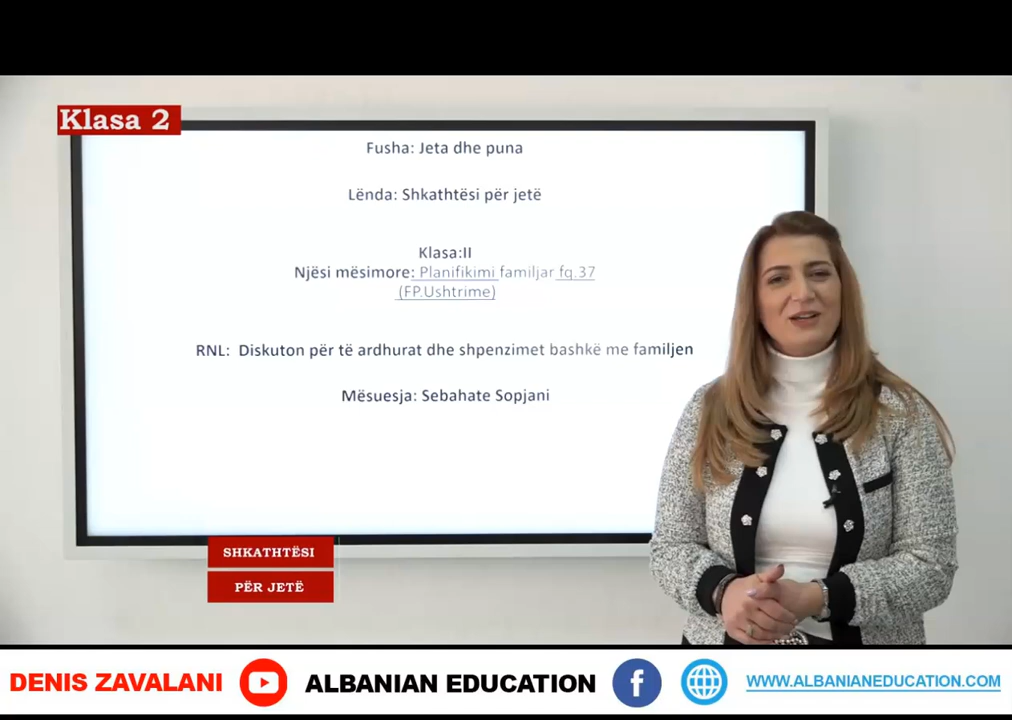 Klasa 2
Fusha: Jeta dhe puna
Lënda: Shkathtësi për jetë
Klasa:II
Njësi mësimore: Planifikimi familjar fq.37
(FP.Ushtrime)
RNL: Diskuton për të ardhurat dhe shpenzimet bashkë me familjen
Mësuesja: Sebahate Sopjani
SHKATHTËSI
PËR JETË
DENIS ZAVALANI ALBANIAN EDUCATION WWW.ALBANIANEDUCATION.COM